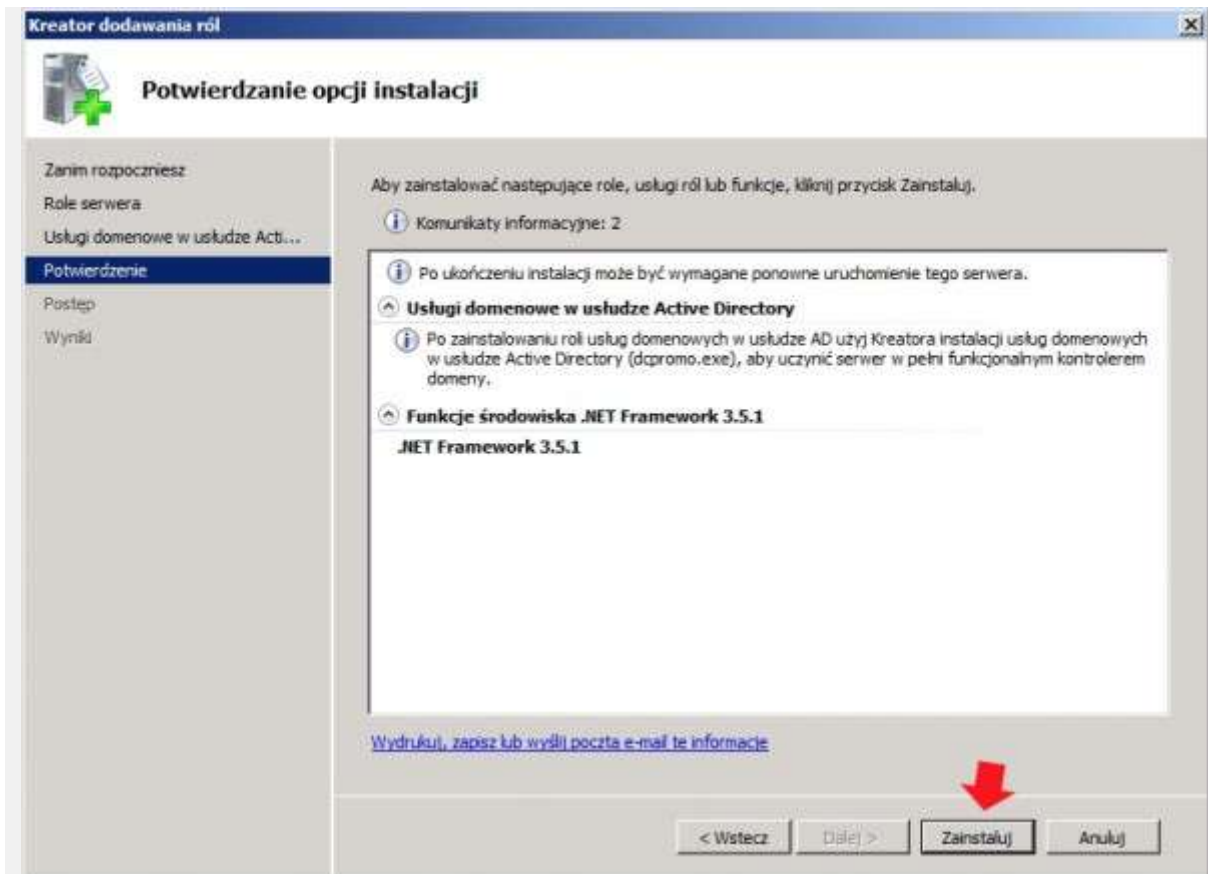 Kreator dodawania ról
Potwierdzanie opcji instalacji
Zanim rozpoczniesz
Role serwera
Usługi domenowe w usłudze Acti...
Potwierdzenie
Postęp
Wyniki
Aby zainstalować następujące role, usługi ról lub funkcje, kliknij przycisk Zainstaluj.
Komunikaty informacyjne: 2
Po ukończeniu instalacji może być wymagane ponowne uruchomienie tego serwera.
Usługi domenowe w usłudze Active Directory
Po zainstalowaniu roli usług domenowych w usłudze AD użyj Kreatora instalacji usług domenowych
w usłudze Active Directory (dcpromo.exe), aby uczynić serwer w pełni funkcjonalnym kontrolerem
domeny.
Funkcje środowiska .NET Framework 3.5.1
.NET Framework 3.5.1
Wydrukuj, zapisz lub wyślij poczta e-mail te informacje
< Wstecz
Dalej >
Zainstaluj
Anuluj